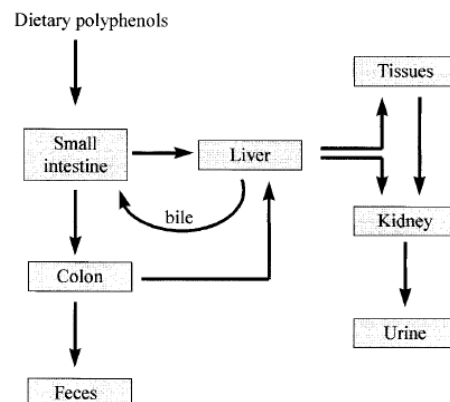 Dietary polyphenols
Tissues
Small
intestine
Liver
bile
Kidney
Colon
Urine
Feces